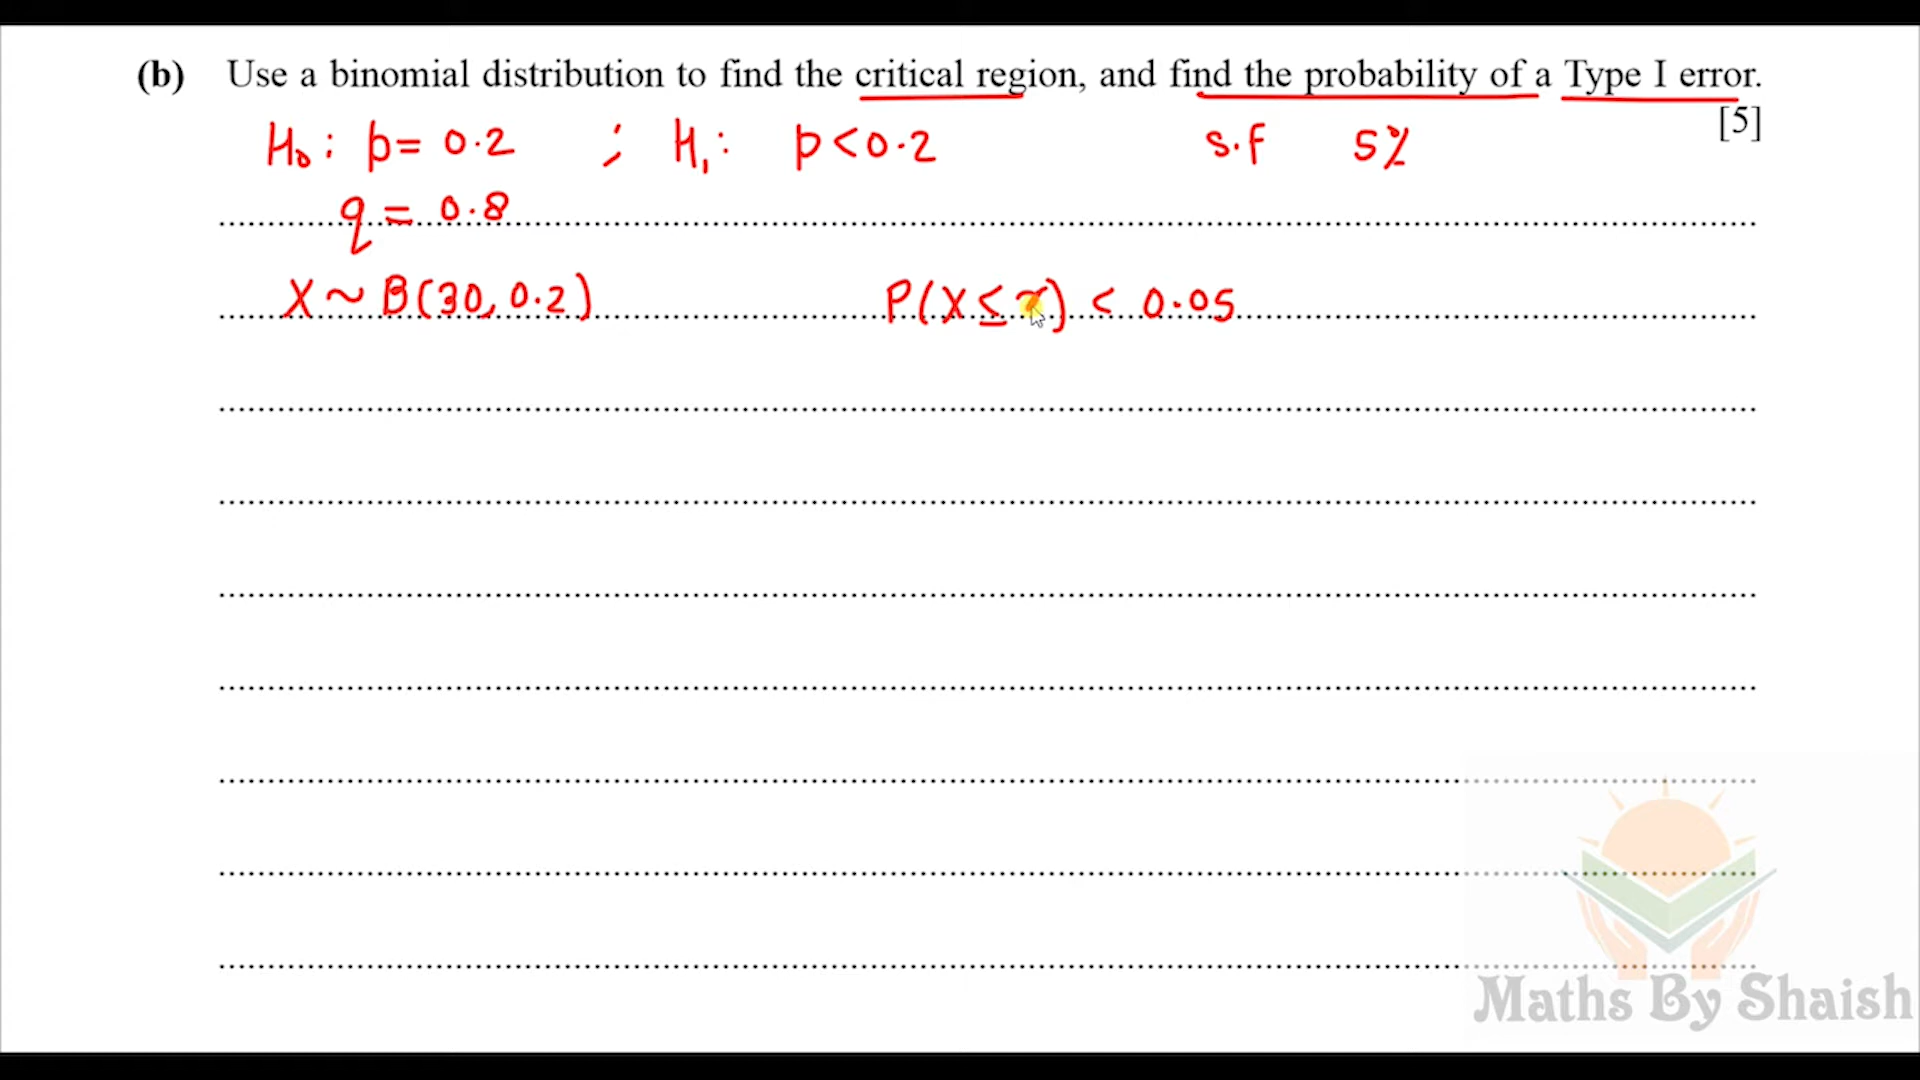 (b) Use a binomial distribution to find the critical region, and find the probability of a Type I error.
[5]
H₀ : p = 0.2 ; H₁ : p < 0.2 s.f 5%
q = 0.8
X ~ B(30, 0.2) P(X ≤ x) < 0.05
Maths By Shaish